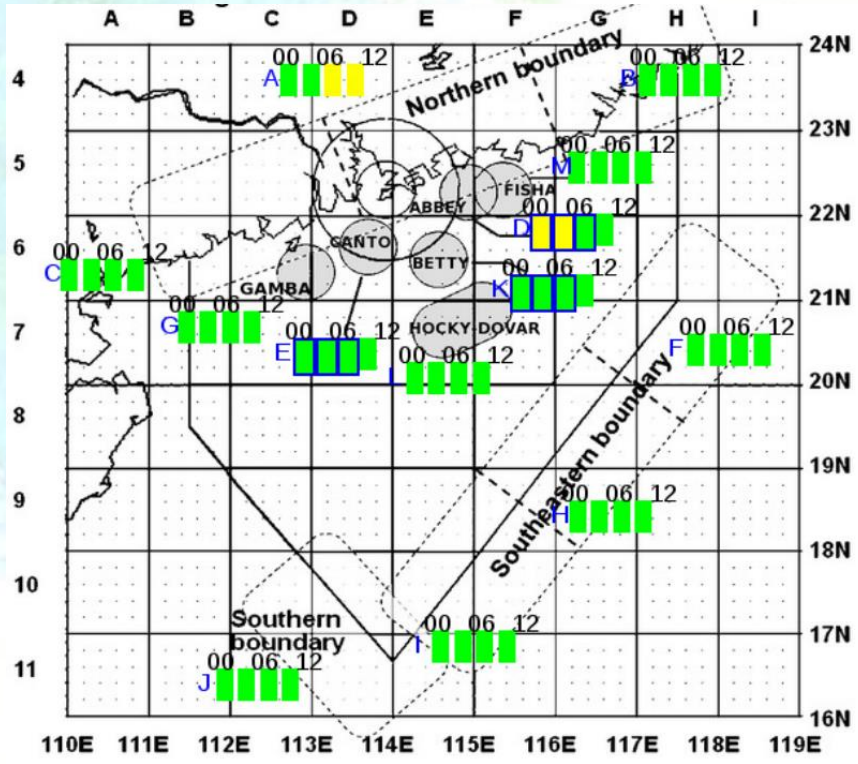 A B C D E F G H I
24N
23N
22N
21N
20N
19N
18N
17N
16N
4
5
6
7
8
9
10
11
110E 111E 112E 113E 114E 115E 116E 117E 118E 119E
Northern boundary
Southeastern boundary
Southern
boundary
ABBEY
FISHA
CANTO
BETTY
GAMBA
HOCKY DOVAR
00 06 12
A
00 06 12
B
00 06 12
M
00 06 12
D
00 06 12
C
00 06 12
K
00 06 12
G
00 06 12
E
00 06 12
L
00 06 12
F
00 06 12
H
00 06 12
I
00 06 12
J